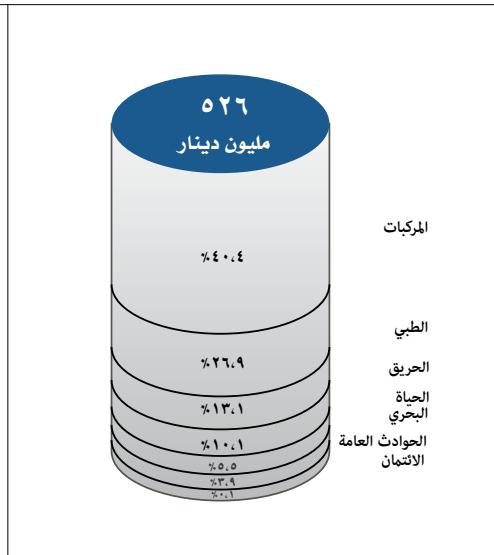 ٥٢٦
مليون دينار
المركبات
٪٤٠،٤
الطبي
٪٢٦،٩
الحريق
الحياة
٪١٣،١
البحري
الحوادث العامة
٪١٠،١
الائتمان
٪٥،٥
٪٣،٩
٪٠،١